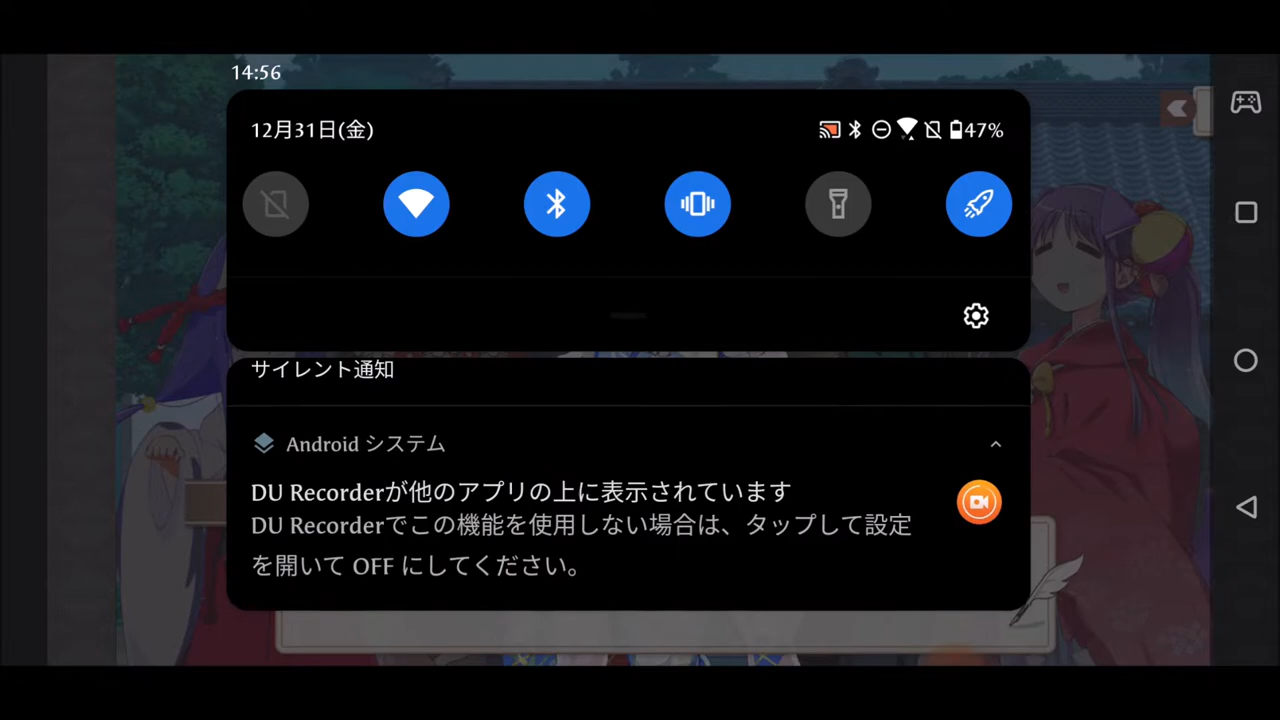 14:56
12月31日(金)
47%
サイレント通知
Android システム
DU Recorderが他のアプリの上に表示されています
DU Recorderでこの機能を使用しない場合は、タップして設定
を開いて OFF にしてください。